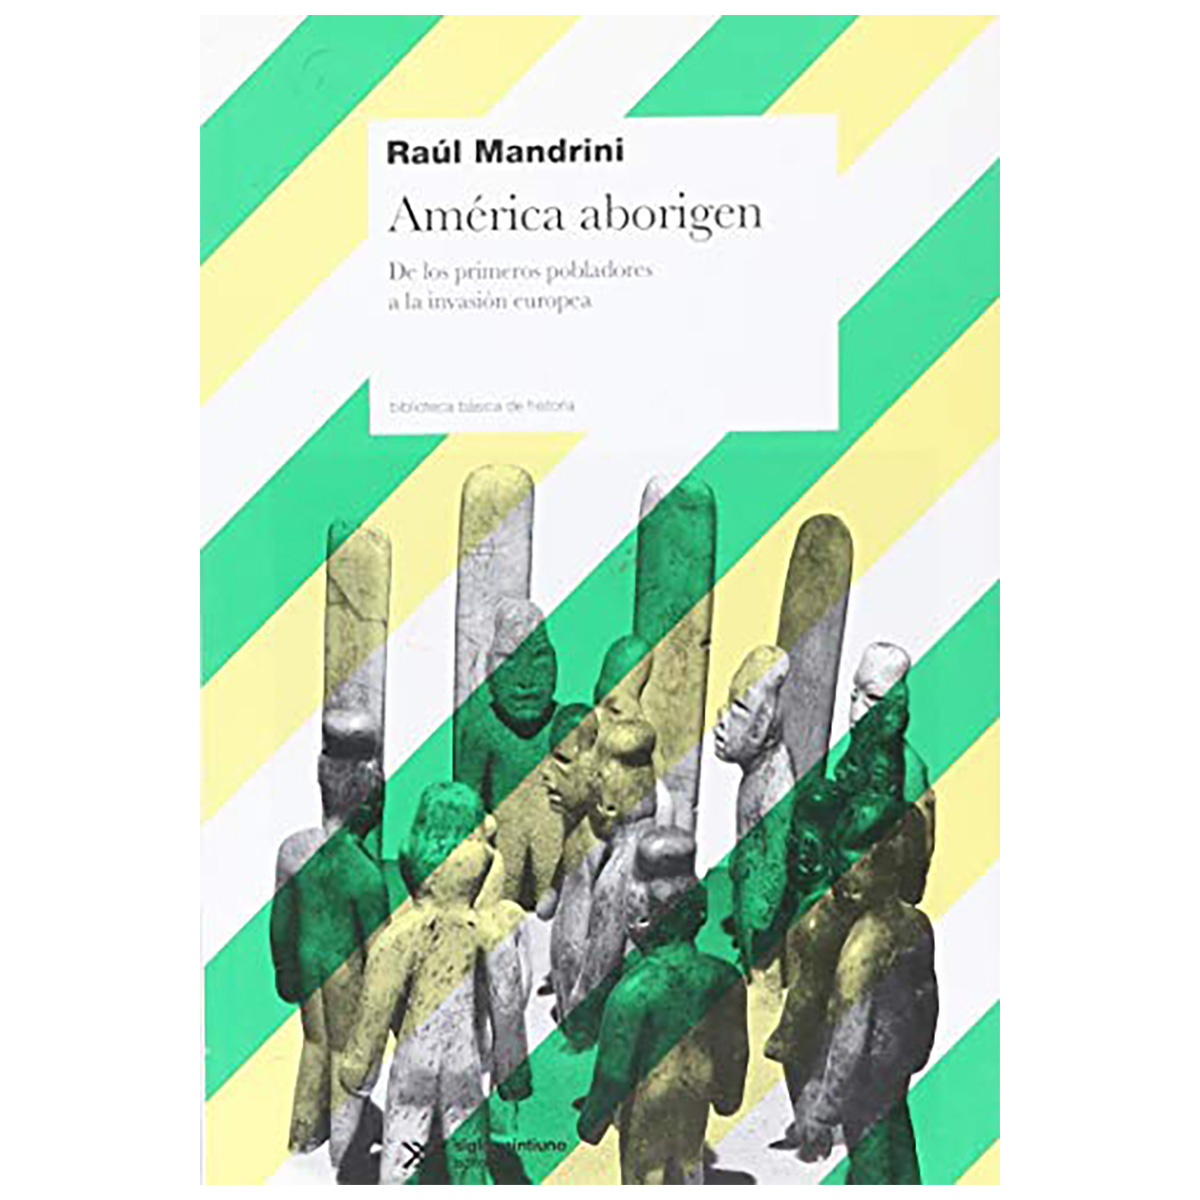 Raúl Mandrini
América aborigen
De los primeros pobladores
a la invasión europea
biblioteca básica de historia